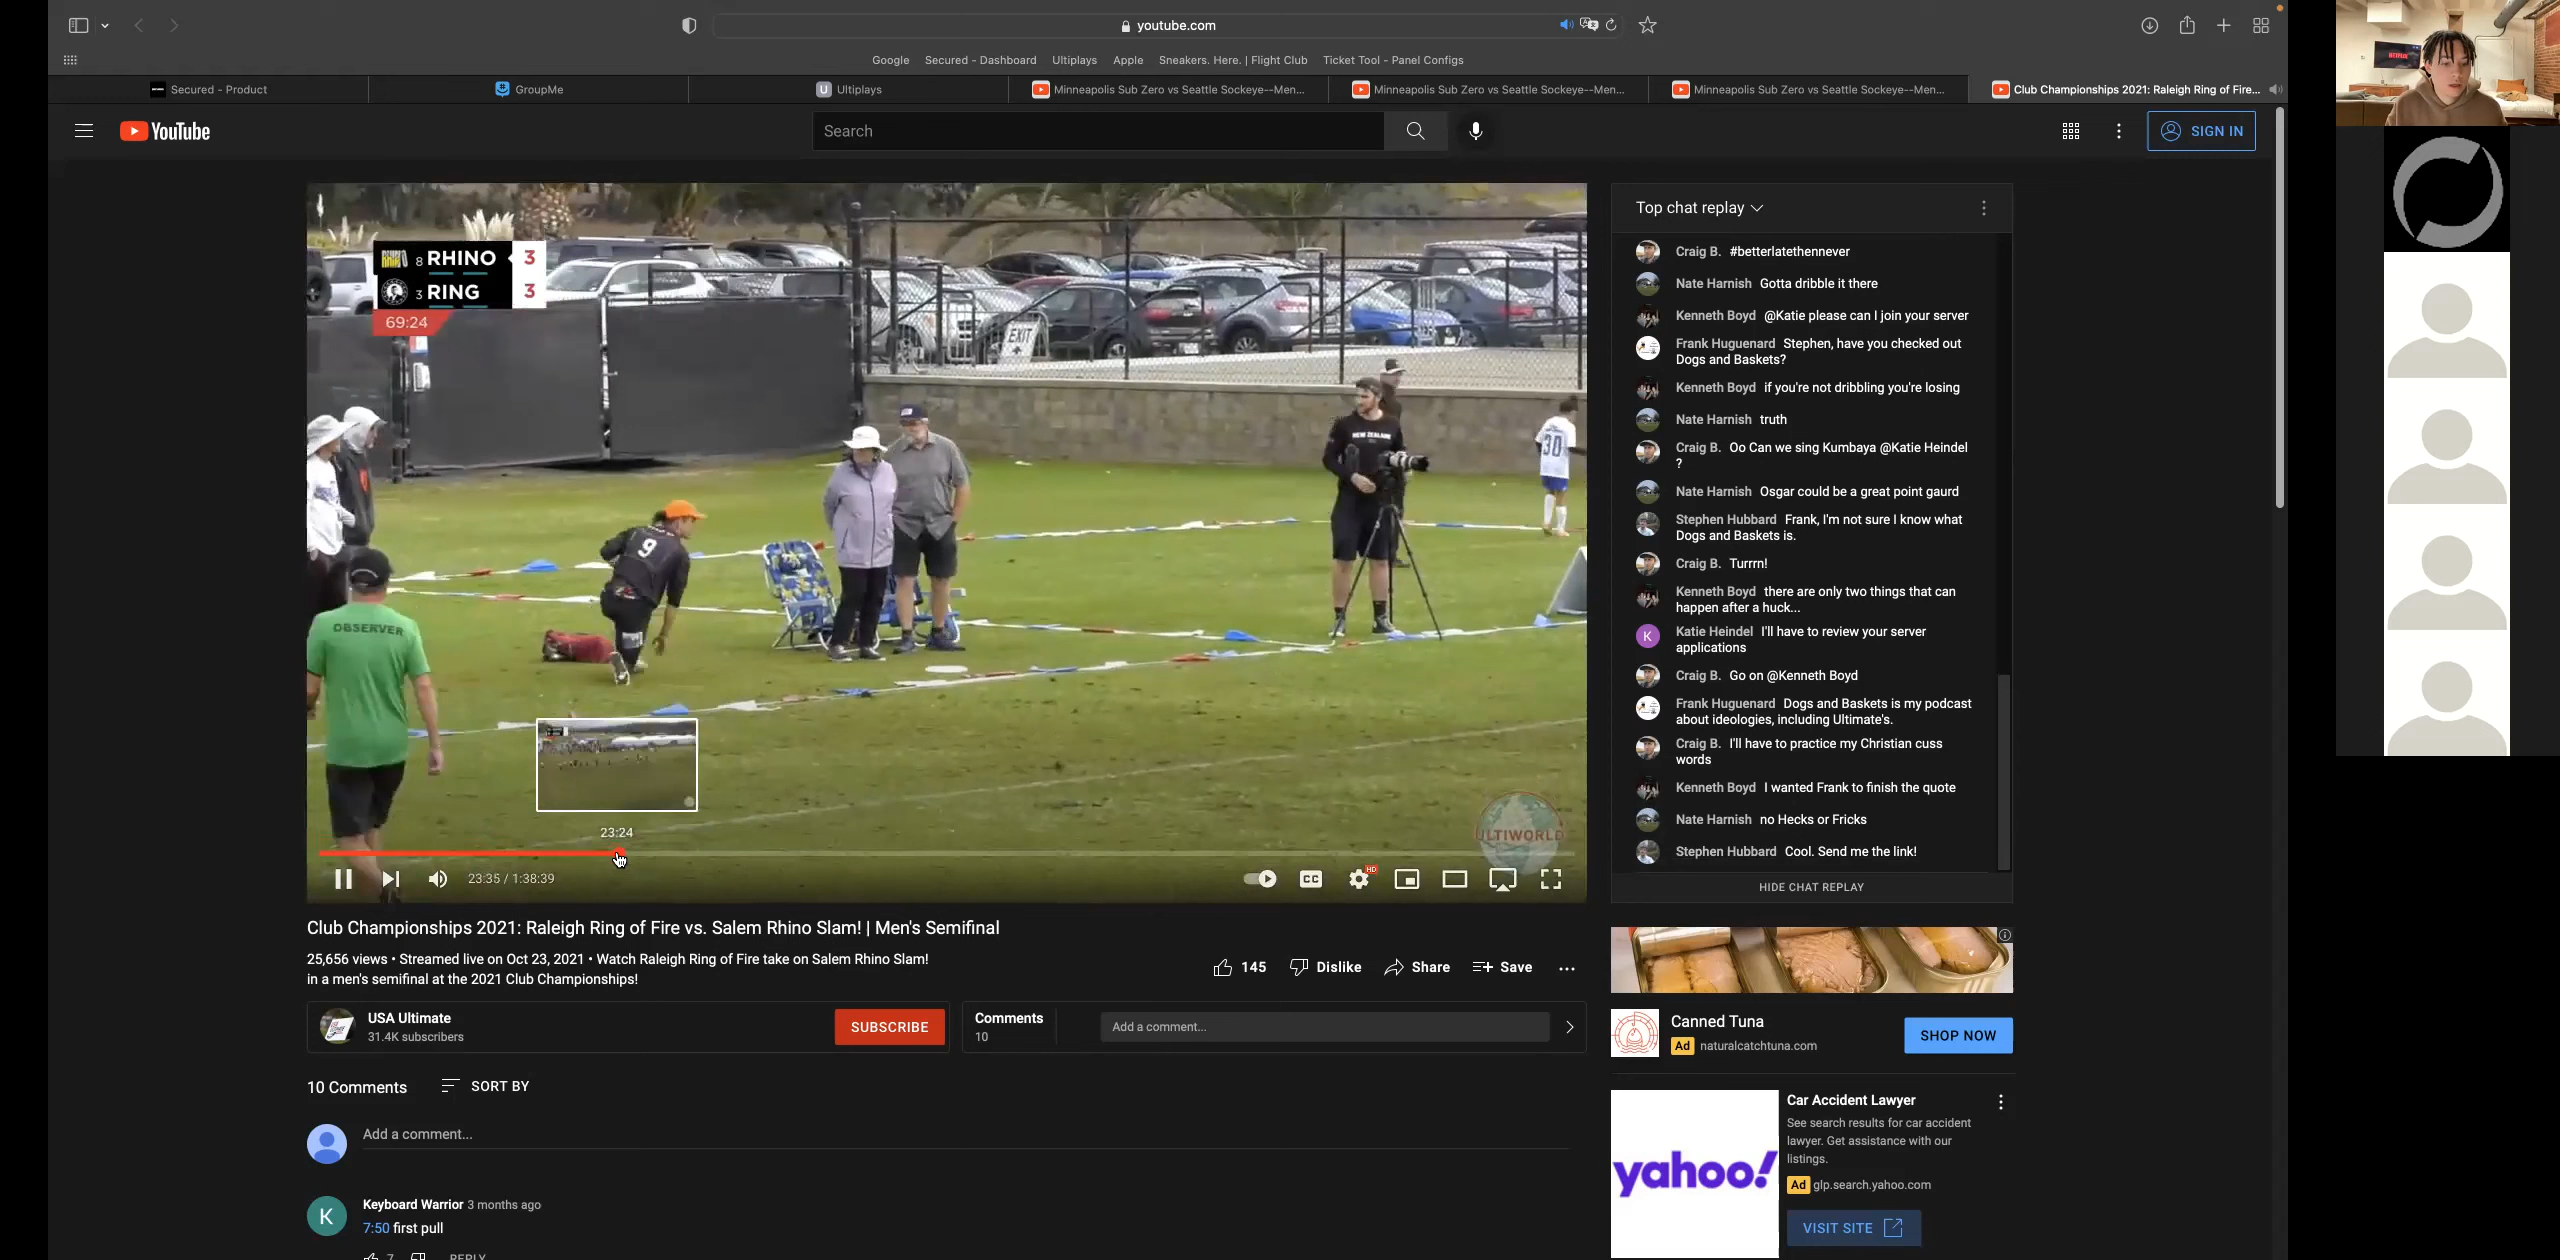 youtube.com
Google Secured - Dashboard Ultiplays Apple Sneakers. Here. | Flight Club Ticket Tool - Panel Configs
Secured - Product
GroupMe
U Ultiplays
Minneapolis Sub Zero vs Seattle Sockeye--Men...
Minneapolis Sub Zero vs Seattle Sockeye--Men...
Minneapolis Sub Zero vs Seattle Sockeye--Men...
Club Championships 2021: Raleigh Ring of Fire...
YouTube
Search
SIGN IN
8 RHINO 3
3 RING 3
69:24
EXIT
NEW ZEALAND
30
9
OBSERVER
ULTIWORLD
23:24
23:35 / 1:38:39
CC
HD
Top chat replay
Craig B. #betterlatethennever
Nate Harnish Gotta dribble it there
Kenneth Boyd @Katie please can I join your server
Frank Huguenard Stephen, have you checked out
Dogs and Baskets?
Kenneth Boyd if you're not dribbling you're losing
Nate Harnish truth
Craig B. Oo Can we sing Kumbaya @Katie Heindel
?
Nate Harnish Osgar could be a great point gaurd
Stephen Hubbard Frank, I'm not sure I know what
Dogs and Baskets is.
Craig B. Turrrn!
Kenneth Boyd there are only two things that can
happen after a huck...
K Katie Heindel I'll have to review your server
applications
Craig B. Go on @Kenneth Boyd
Frank Huguenard Dogs and Baskets is my podcast
about ideologies, including Ultimate's.
Craig B. I'll have to practice my Christian cuss
words
Kenneth Boyd I wanted Frank to finish the quote
Nate Harnish no Hecks or Fricks
Stephen Hubbard Cool. Send me the link!
HIDE CHAT REPLAY
Club Championships 2021: Raleigh Ring of Fire vs. Salem Rhino Slam! | Men's Semifinal
25,656 views • Streamed live on Oct 23, 2021 • Watch Raleigh Ring of Fire take on Salem Rhino Slam!
in a men's semifinal at the 2021 Club Championships!
145 Dislike Share Save
USA Ultimate
31.4K subscribers
SUBSCRIBE
Comments
10
Add a comment...
10 Comments SORT BY
Add a comment...
K Keyboard Warrior 3 months ago
7:50 first pull
7 REPLY
Canned Tuna
Ad naturalcatchtuna.com
SHOP NOW
yahoo!
Car Accident Lawyer
See search results for car accident
lawyer. Get assistance with our
listings.
Ad glp.search.yahoo.com
VISIT SITE
NETFLIX